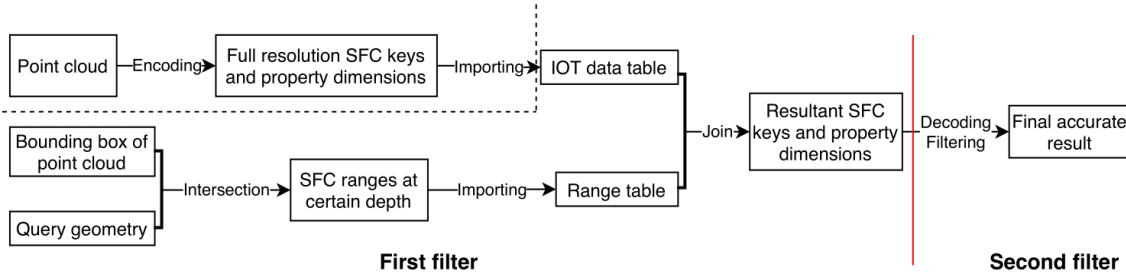 Point cloud
Encoding
Full resolution SFC keys
and property dimensions
Importing
IOT data table
Bounding box of
point cloud
Query geometry
Intersection
SFC ranges at
certain depth
Importing
Range table
Join
Resultant SFC
keys and property
dimensions
Decoding
Filtering
Final accurate
result
First filter
Second filter